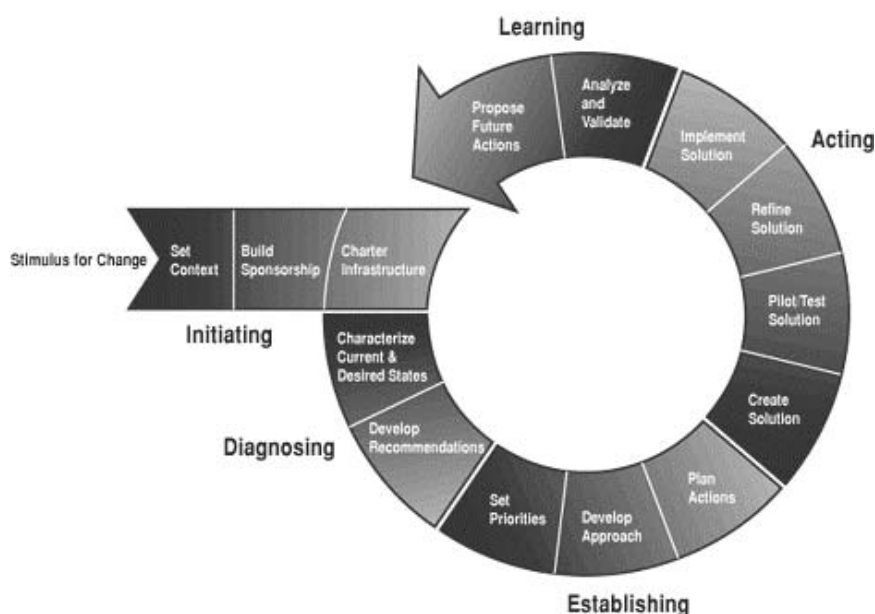 Learning
Analyze
and
Validate
Propose
Future
Actions
Implement
Solution
Acting
Refine
Solution
Stimulus for Change
Set
Context
Build
Sponsorship
Charter
Infrastructure
Pilot/Test
Solution
Initiating
Characterize
Current &
Desired States
Create
Solution
Diagnosing
Develop
Recommendations
Set
Priorities
Develop
Approach
Plan
Actions
Establishing